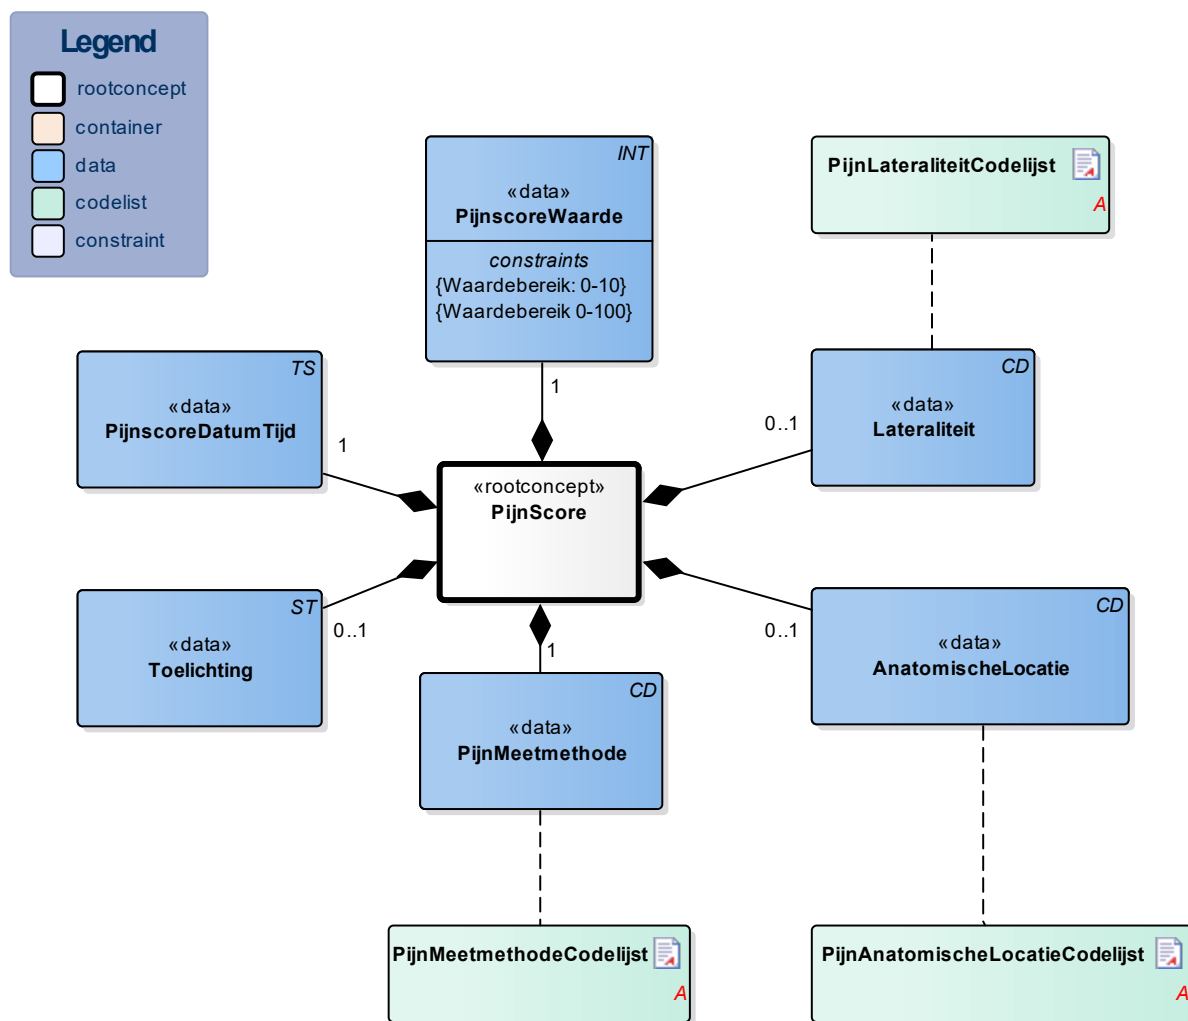 Legend
rootconcept
container
data
codelist
constraint
INT
«data»
PijnscoreWaarde
constraints
{Waardebereik: 0-10}
{Waardebereik 0-100}
PijnLateraliteitCodelijst
A
TS
«data»
PijnscoreDatumTijd
1
1
CD
«data»
Lateraliteit
0..1
«rootconcept»
PijnScore
ST
«data»
Toelichting
0..1
1
CD
«data»
PijnMeetmethode
CD
«data»
AnatomischeLocatie
0..1
PijnMeetmethodeCodelijst
A
PijnAnatomischeLocatieCodelijst
A